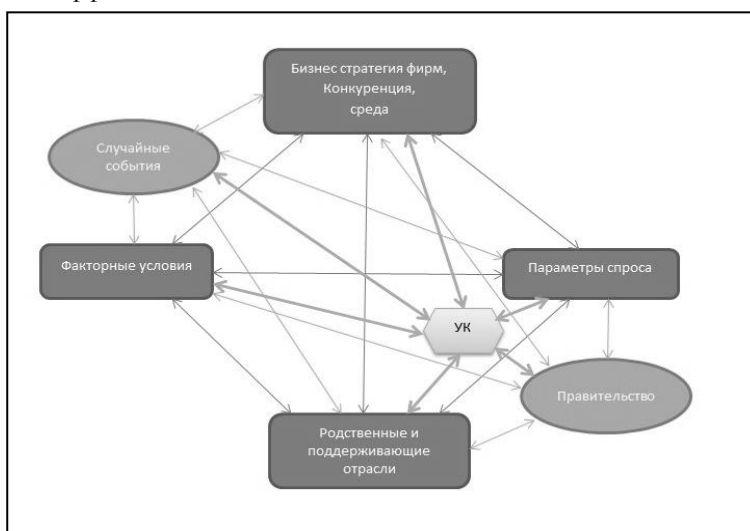 Бизнес стратегия фирм,
Конкуренция,
среда
Случайные
события
Факторные условия
Параметры спроса
УК
Правительство
Родственные и
поддерживающие
отрасли